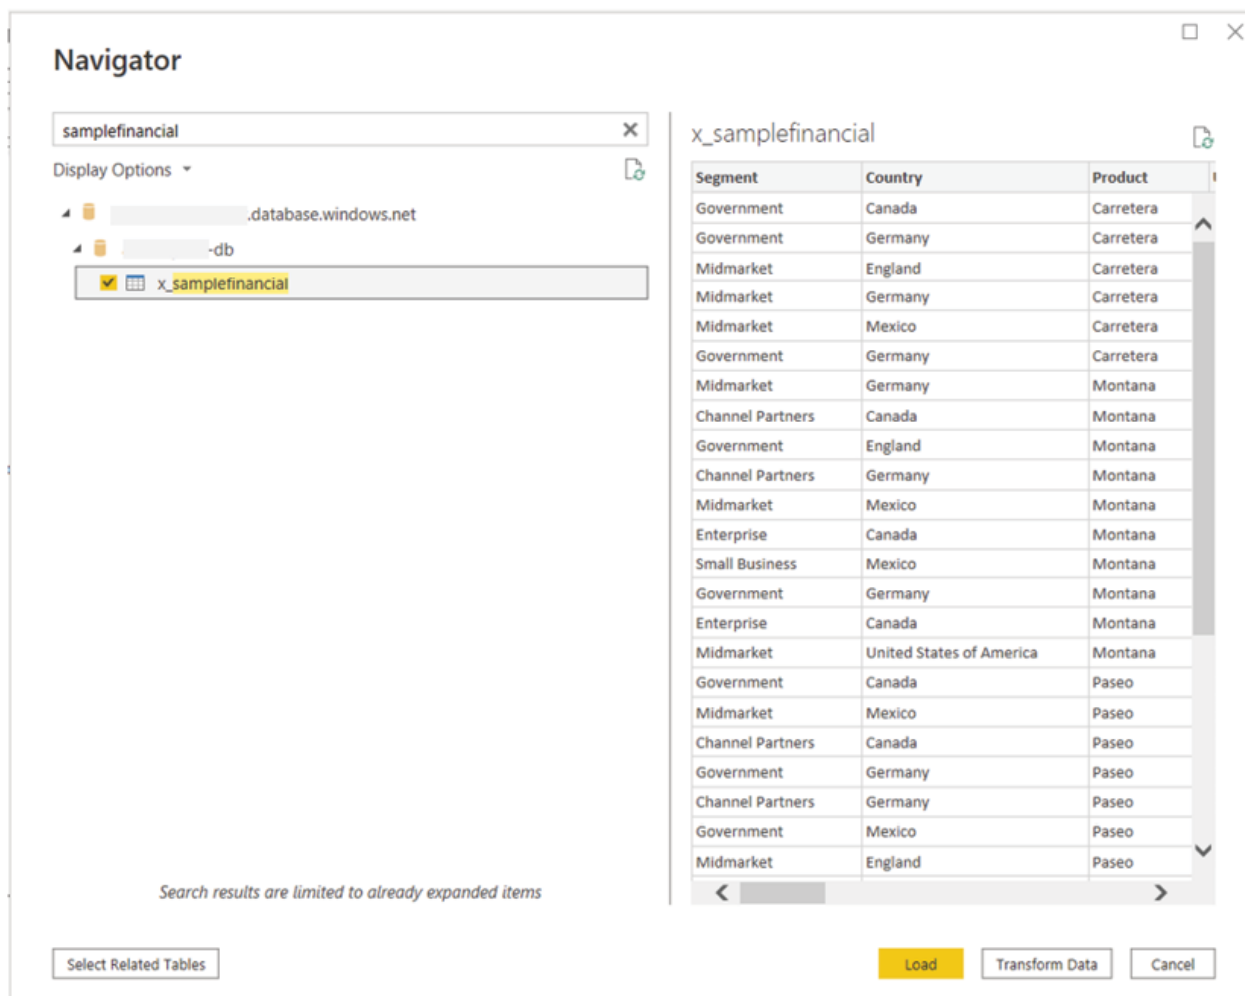 Navigator
samplefinancial
Display Options
.database.windows.net
-db
x_samplefinancial
Search results are limited to already expanded items
x_samplefinancial
Segment Country Product
Government Canada Carretera
Government Germany Carretera
Midmarket England Carretera
Midmarket Germany Carretera
Midmarket Mexico Carretera
Government Germany Carretera
Midmarket Germany Montana
Channel Partners Canada Montana
Government England Montana
Channel Partners Germany Montana
Midmarket Mexico Montana
Enterprise Canada Montana
Small Business Mexico Montana
Government Germany Montana
Enterprise Canada Montana
Midmarket United States of America Montana
Government Canada Paseo
Midmarket Mexico Paseo
Channel Partners Canada Paseo
Government Germany Paseo
Channel Partners Germany Paseo
Government Mexico Paseo
Midmarket England Paseo
Select Related Tables
Load
Transform Data
Cancel